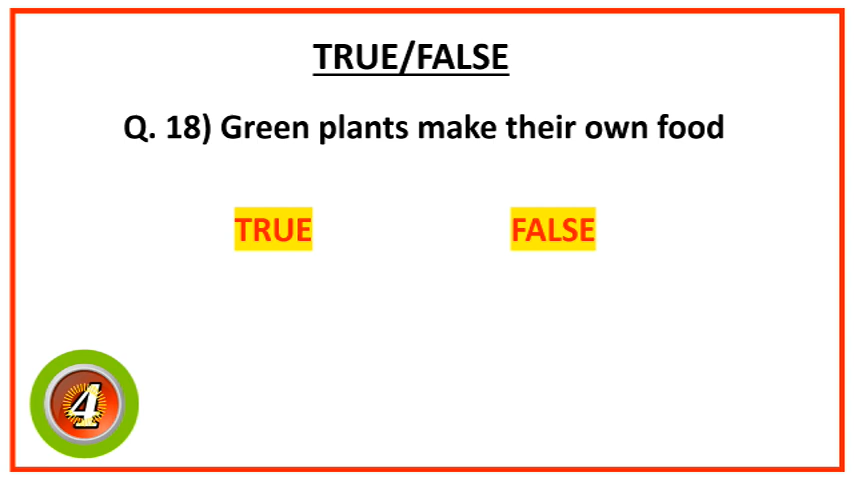 TRUE/FALSE
Q. 18) Green plants make their own food
TRUE FALSE
4